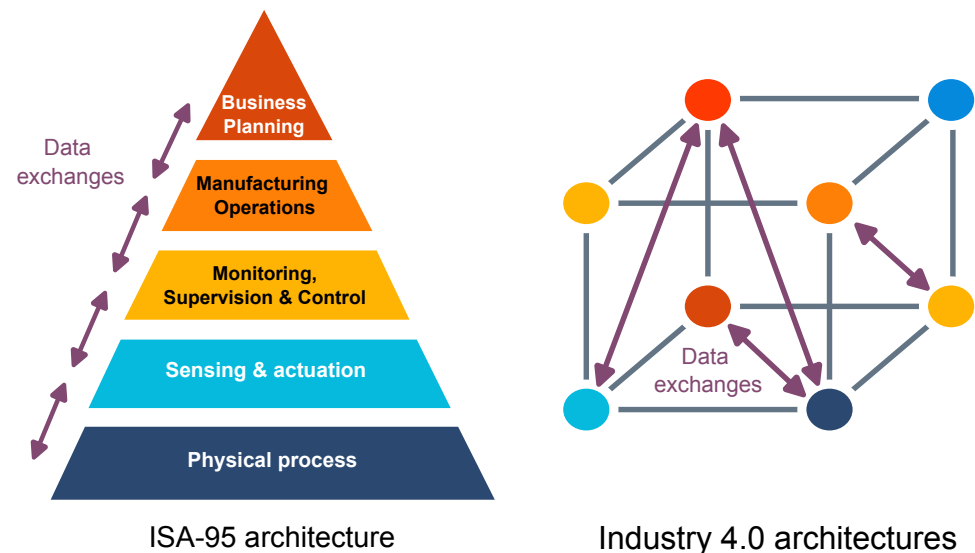 Business
Planning
Data
exchanges
Manufacturing
Operations
Monitoring,
Supervision & Control
Sensing & actuation
Physical process
ISA-95 architecture
Data
exchanges
Industry 4.0 architectures